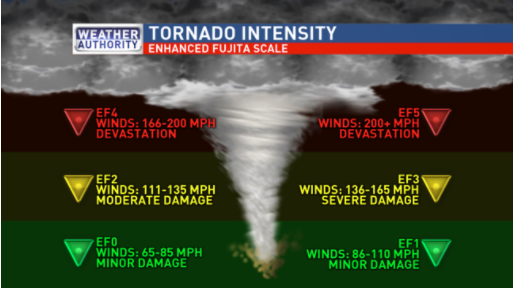 WEATHER
AUTHORITY
TORNADO INTENSITY
ENHANCED FUJITA SCALE
EF4
WINDS: 166-200 MPH
DEVASTATION
EF5
WINDS: 200+ MPH
DEVASTATION
EF2
WINDS: 111-135 MPH
MODERATE DAMAGE
EF3
WINDS: 136-165 MPH
SEVERE DAMAGE
EF0
WINDS: 65-85 MPH
MINOR DAMAGE
EF1
WINDS: 86-110 MPH
MINOR DAMAGE